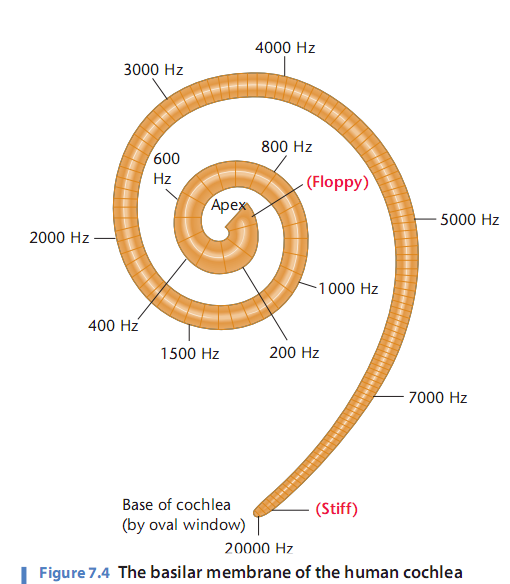 4000 Hz
3000 Hz
800 Hz
600
Hz
(Floppy)
Apex
5000 Hz
2000 Hz
1000 Hz
400 Hz
1500 Hz
200 Hz
7000 Hz
Base of cochlea
(by oval window)
(Stiff)
20000 Hz
Figure 7.4 The basilar membrane of the human cochlea